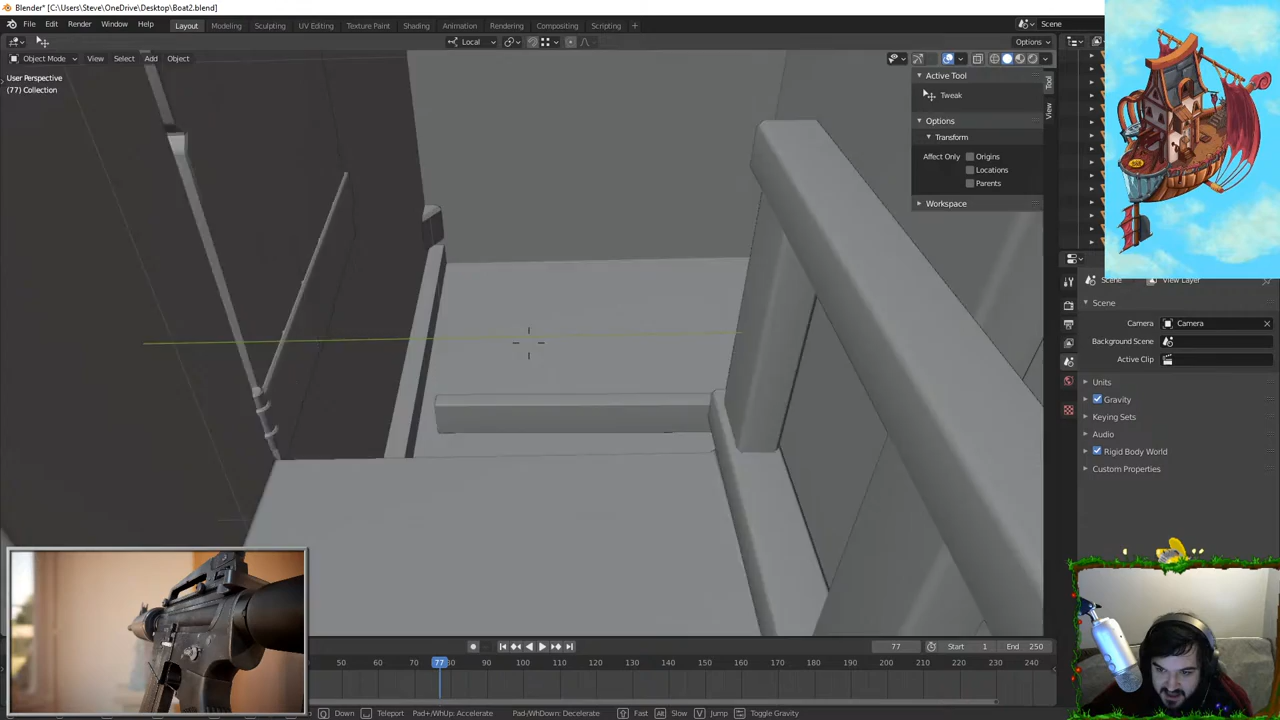 Blender* [C:\Users\Steve\OneDrive\Desktop\Boat2.blend]
File Edit Render Window Help Layout Modeling Sculpting UV Editing Texture Paint Shading Animation Rendering Compositing Scripting + Scene
Local Options
Object Mode View Select Add Object
User Perspective
(77) Collection
Active Tool
Tweak
Options
Transform
Affect Only Origins
Locations
Parents
Workspace
Tool
View
Scene View Layer
Scene
Camera Camera
Background Scene
Active Clip
Units
Gravity
Keying Sets
Audio
Rigid Body World
Custom Properties
77 Start 1 End 250
50 60 70 77 80 90 100 110 120 130 140 150 160 170 180 190 200 210 220 230 240
Down Teleport Pad+/WhUp: Accelerate Pad-/WhDown: Decelerate Fast Alt Slow V Jump Toggle Gravity